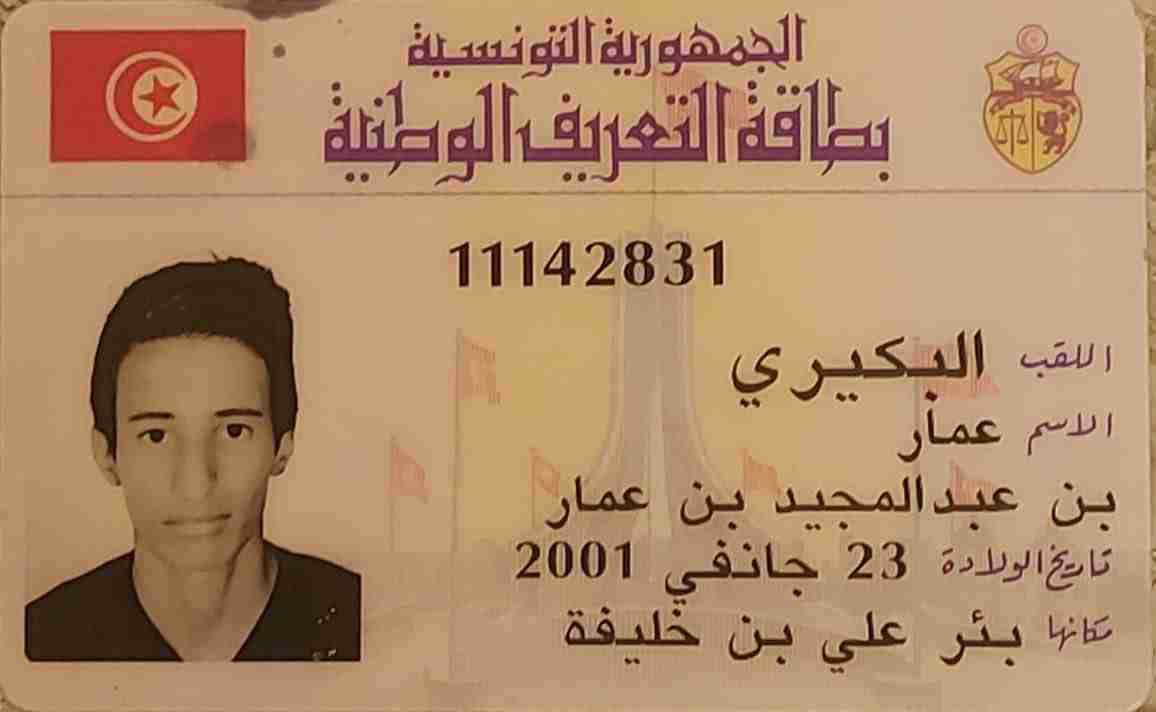 الجمهورية التونسية
بطاقة التعريف الوطنية
11142831
اللقب البكيري
الاسم عمار
بن عبدالمجيد بن عمار
تاريخ الولادة 23 جانفي 2001
مكانها بئر علي بن خليفة